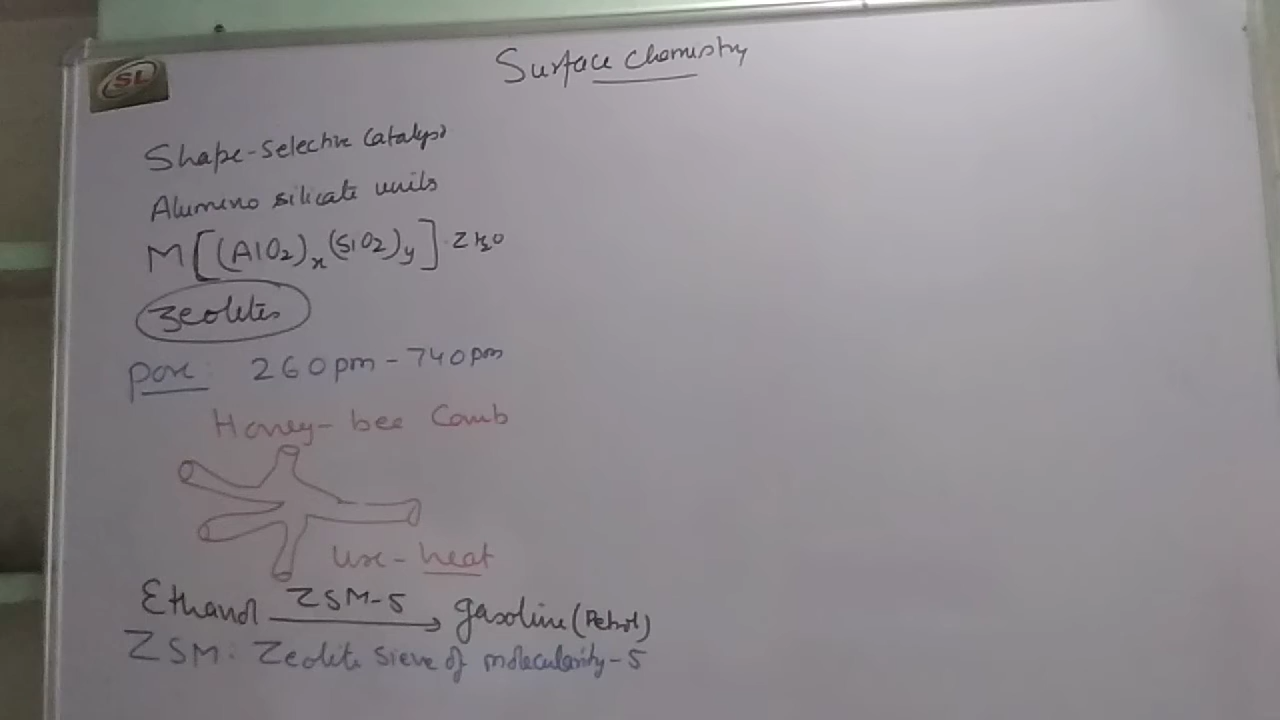 Surface chemistry
SL
Shape-Selective Catalyst
Alumino silicate units
M[(AlO2)x(SiO2)y]·ZH2O
Zeolites
pore: 260pm-740pm
Honey-bee Comb
Use-heat
Ethanol ZSM-5 gasoline(Petrol)
ZSM: Zeolite Sieve of molecularity-5